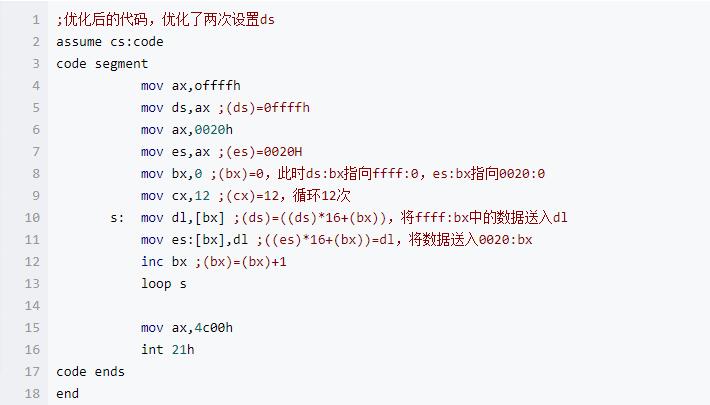 1 ;优化后的代码，优化了两次设置ds
2 assume cs:code
3 code segment
4 mov ax,offffh
5 mov ds,ax ;(ds)=0ffffh
6 mov ax,0020h
7 mov es,ax ;(es)=0020H
8 mov bx,0 ;(bx)=0，此时ds:bx指向ffff:0，es:bx指向0020:0
9 mov cx,12 ;(cx)=12，循环12次
10 s: mov dl,[bx] ;(ds)=((ds)*16+(bx))，将ffff:bx中的数据送入dl
11 mov es:[bx],dl ;((es)*16+(bx))=dl，将数据送入0020:bx
12 inc bx ;(bx)=(bx)+1
13 loop s
14
15 mov ax,4c00h
16 int 21h
17 code ends
18 end